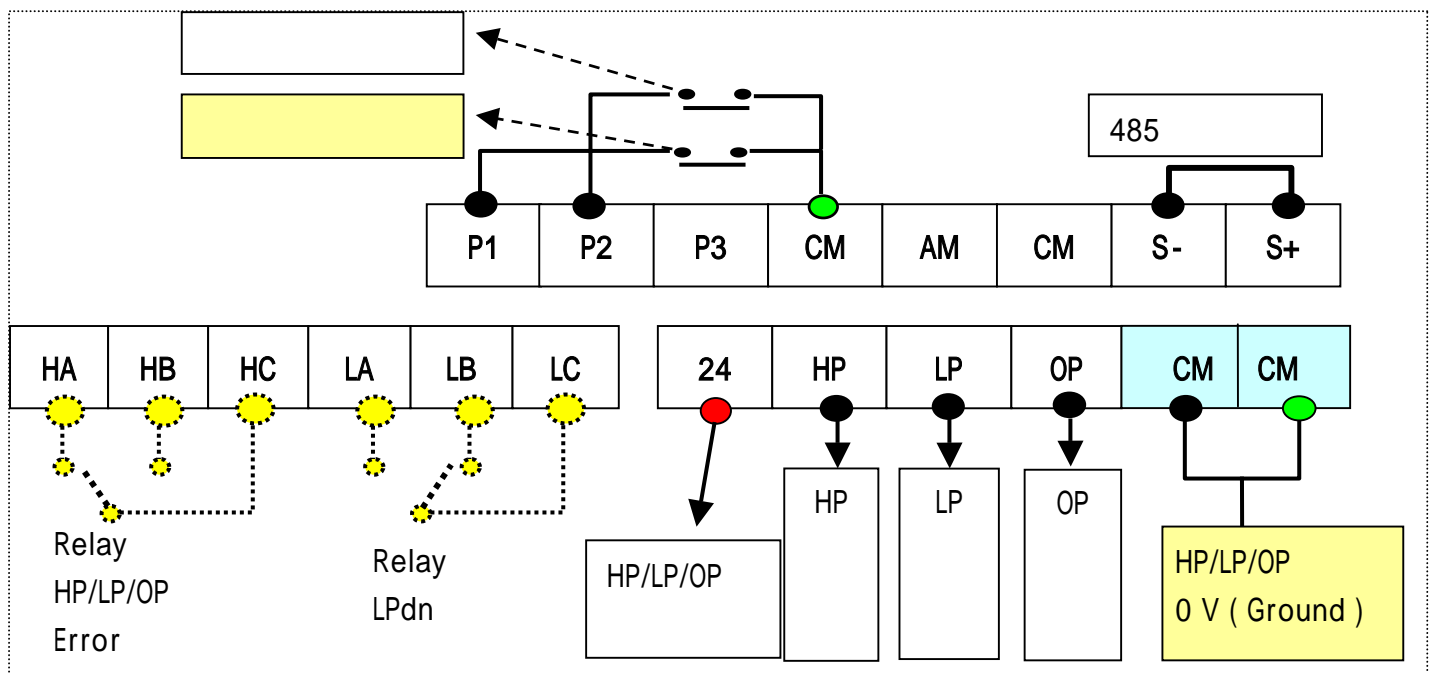 485
P1 P2 P3 CM AM CM S- S+
HA HB HC LA LB LC 24 HP LP OP CM CM
HP LP OP
Relay
HP/LP/OP
Error
Relay
LPdn
HP/LP/OP
HP/LP/OP
0 V ( Ground )